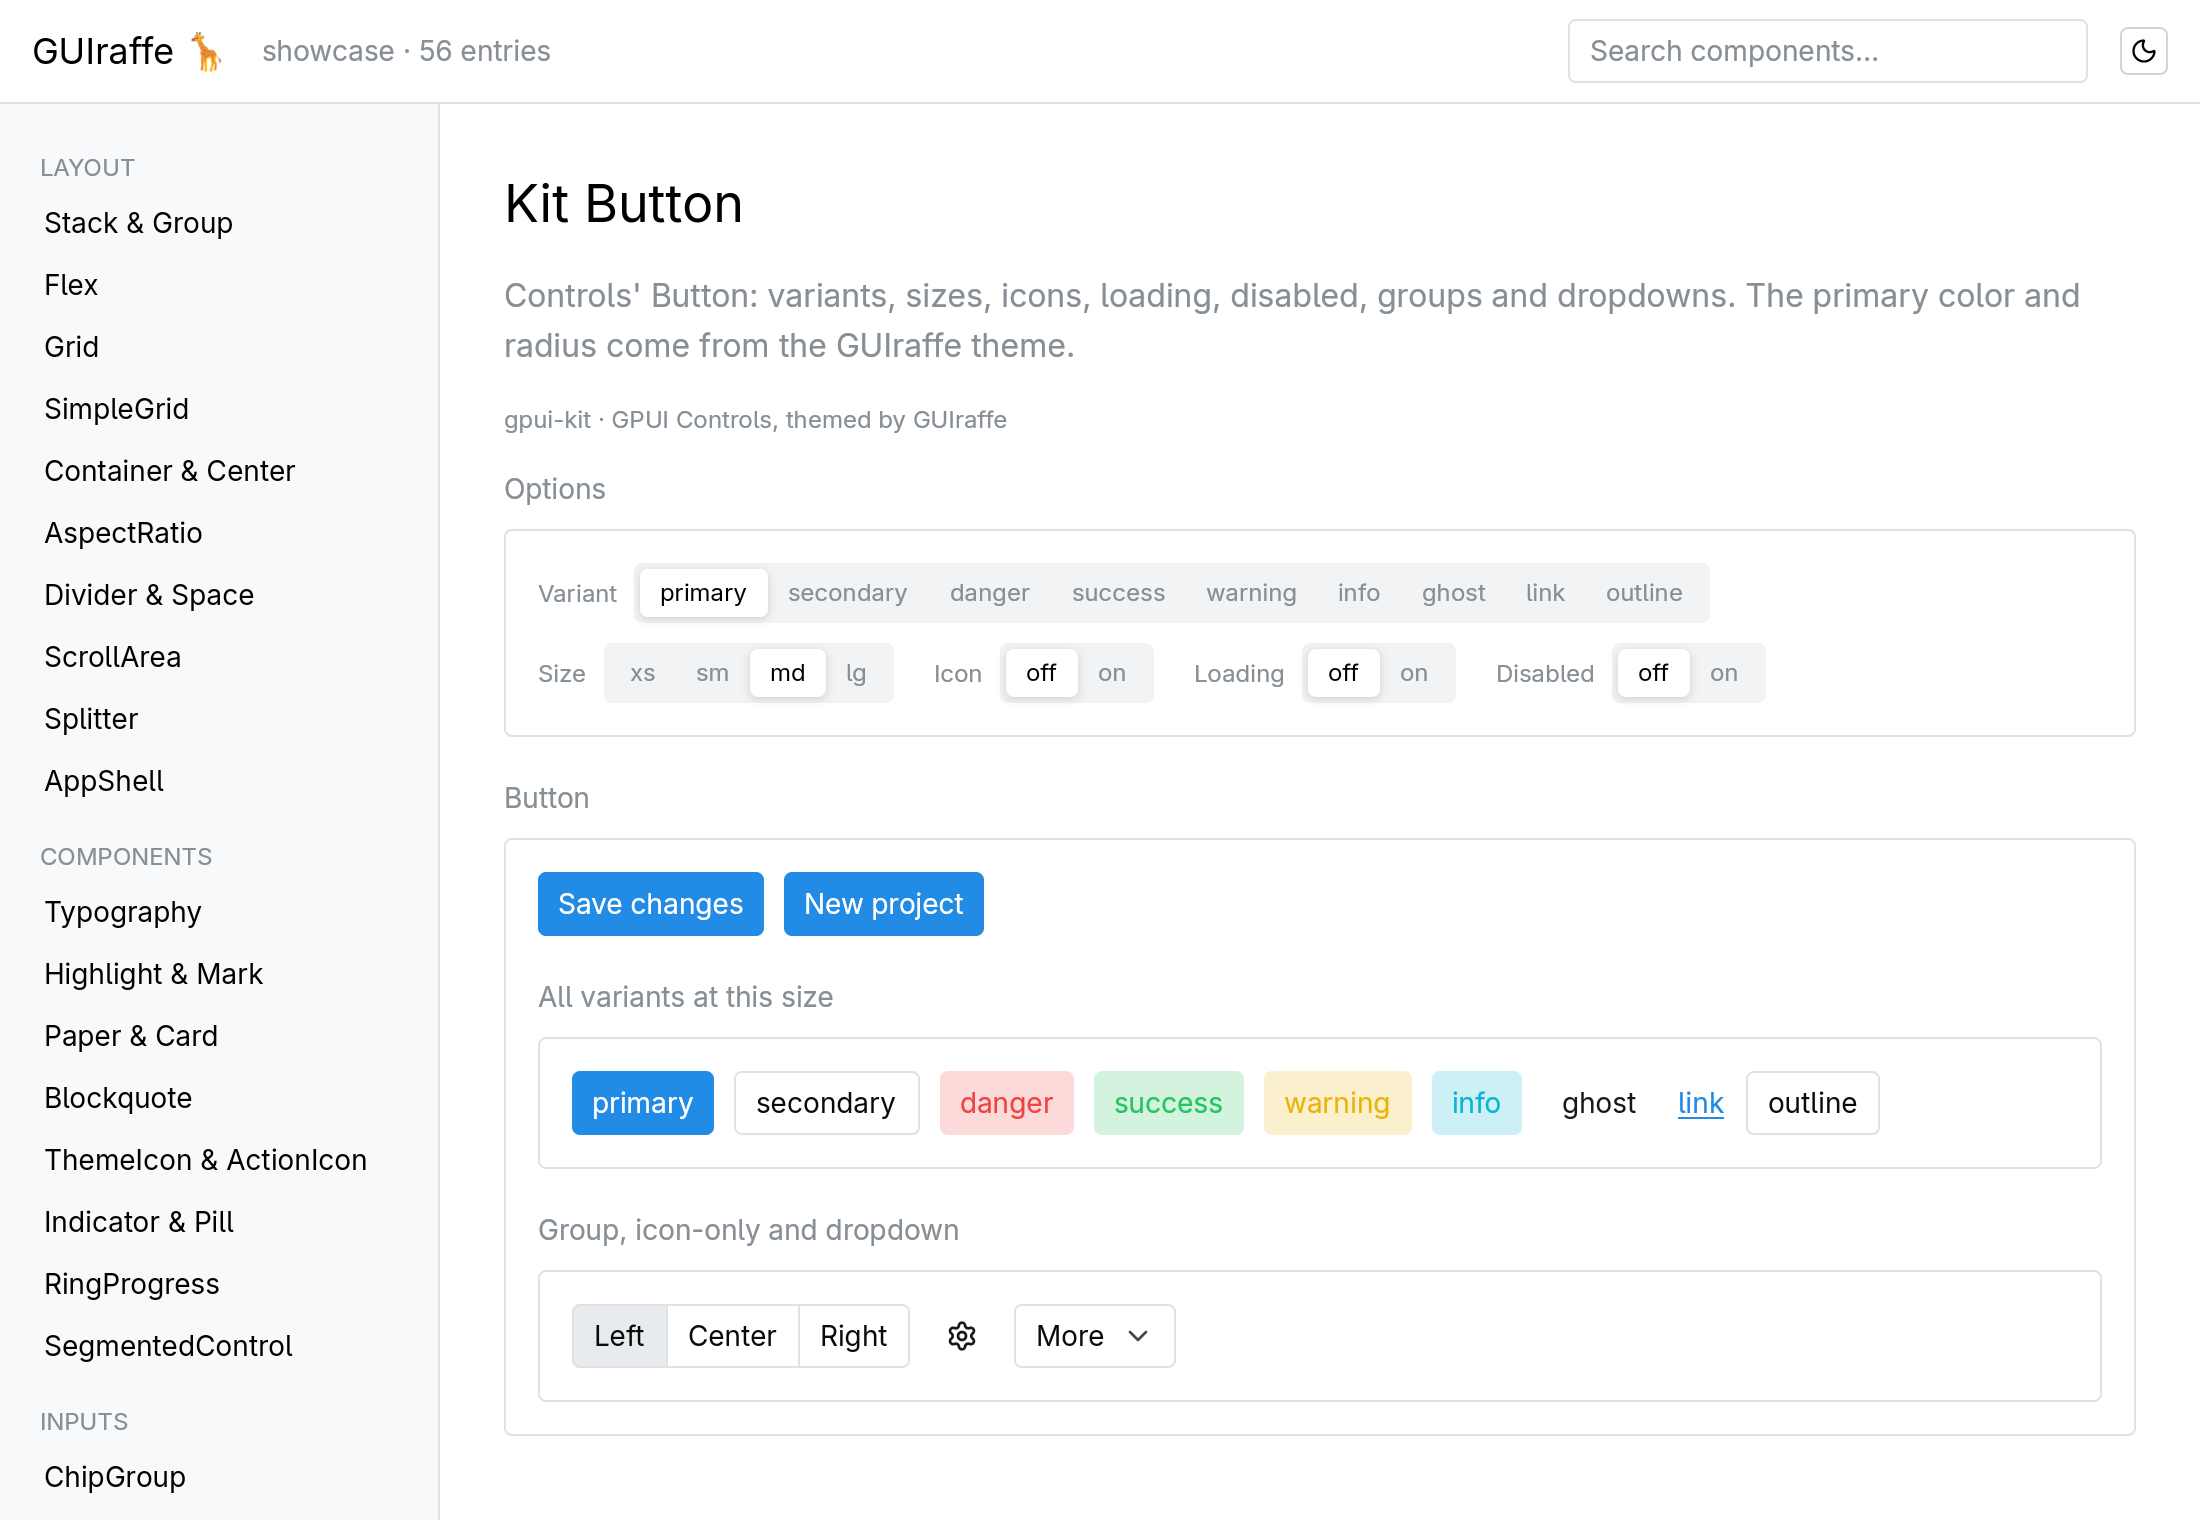 GUIraffe 🦒 showcase · 56 entries
Search components...
LAYOUT
Stack & Group
Flex
Grid
SimpleGrid
Container & Center
AspectRatio
Divider & Space
ScrollArea
Splitter
AppShell
COMPONENTS
Typography
Highlight & Mark
Paper & Card
Blockquote
ThemeIcon & ActionIcon
Indicator & Pill
RingProgress
SegmentedControl
INPUTS
ChipGroup
Kit Button
Controls' Button: variants, sizes, icons, loading, disabled, groups and dropdowns. The primary color and
radius come from the GUIraffe theme.
gpui-kit · GPUI Controls, themed by GUIraffe
Options
Variant primary secondary danger success warning info ghost link outline
Size xs sm md lg Icon off on Loading off on Disabled off on
Button
Save changes New project
All variants at this size
primary secondary danger success warning info ghost link outline
Group, icon-only and dropdown
Left Center Right More